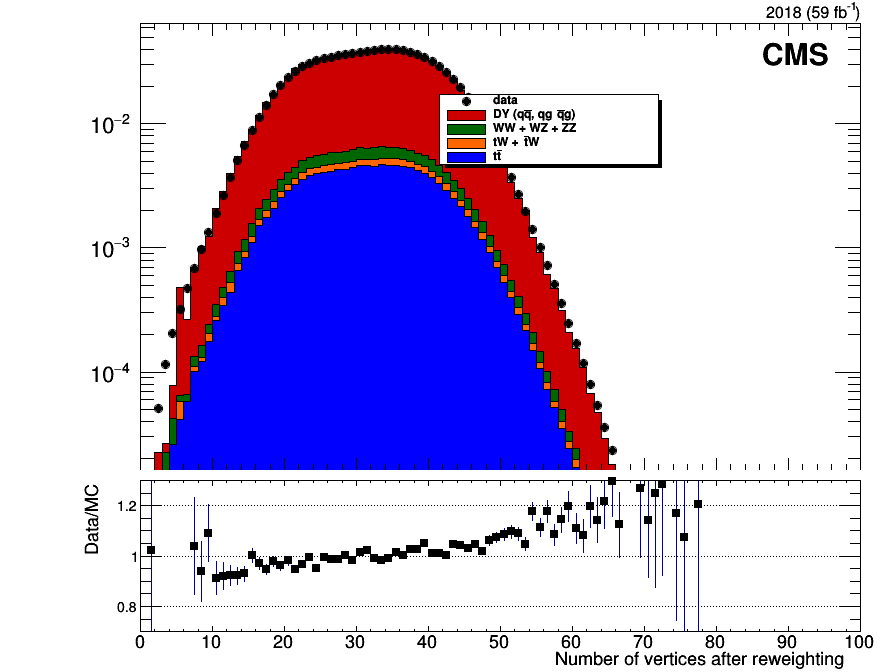 2018 (59 fb⁻¹)
CMS
data
DY (qq̅, qg q̅g)
WW + WZ + ZZ
tW + t̅W
tt̅
10⁻²
10⁻³
10⁻⁴
Data/MC
1.2
1
0.8
0 10 20 30 40 50 60 70 80 90 100
Number of vertices after reweighting